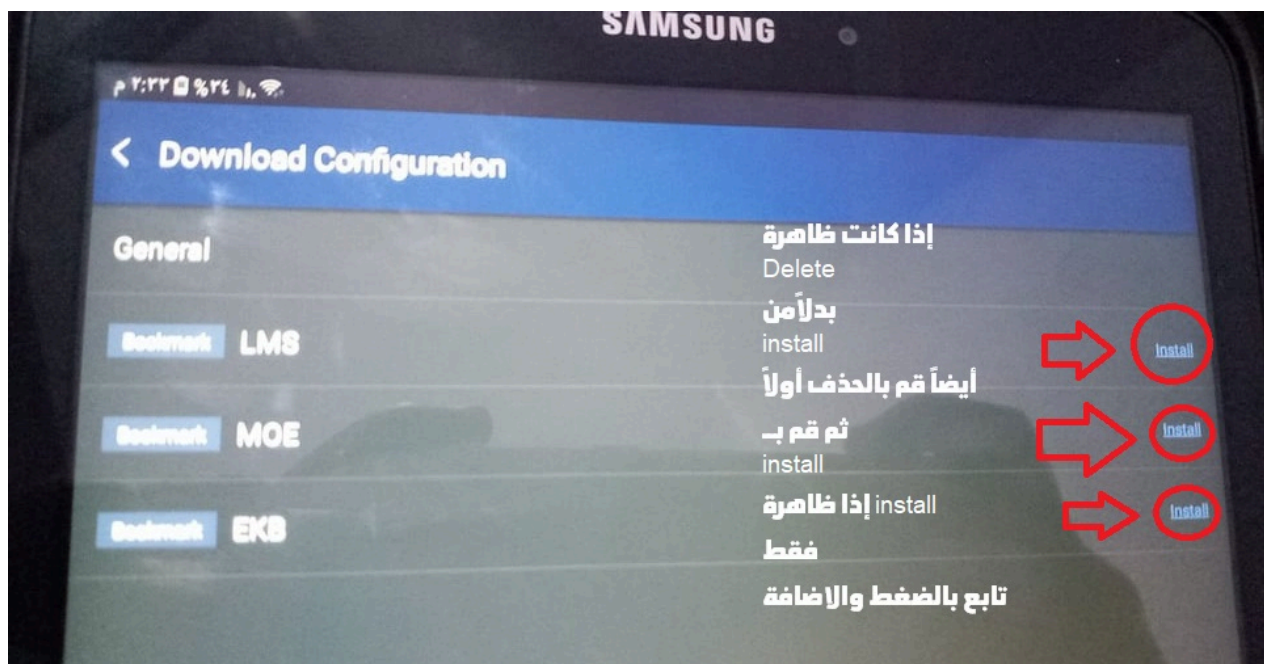 SAMSUNG
م ٢:٢٣ %٣٤
Download Configuration
General
إذا كانت ظاهرة
Delete
بدلاً من
install
Bookmark LMS
Install
أيضاً قم بالحذف أولاً
ثم قم بـ
install
Bookmark MOE
Install
إذا ظاهرة install
فقط
Bookmark EKB
Install
تابع بالضغط والاضافة